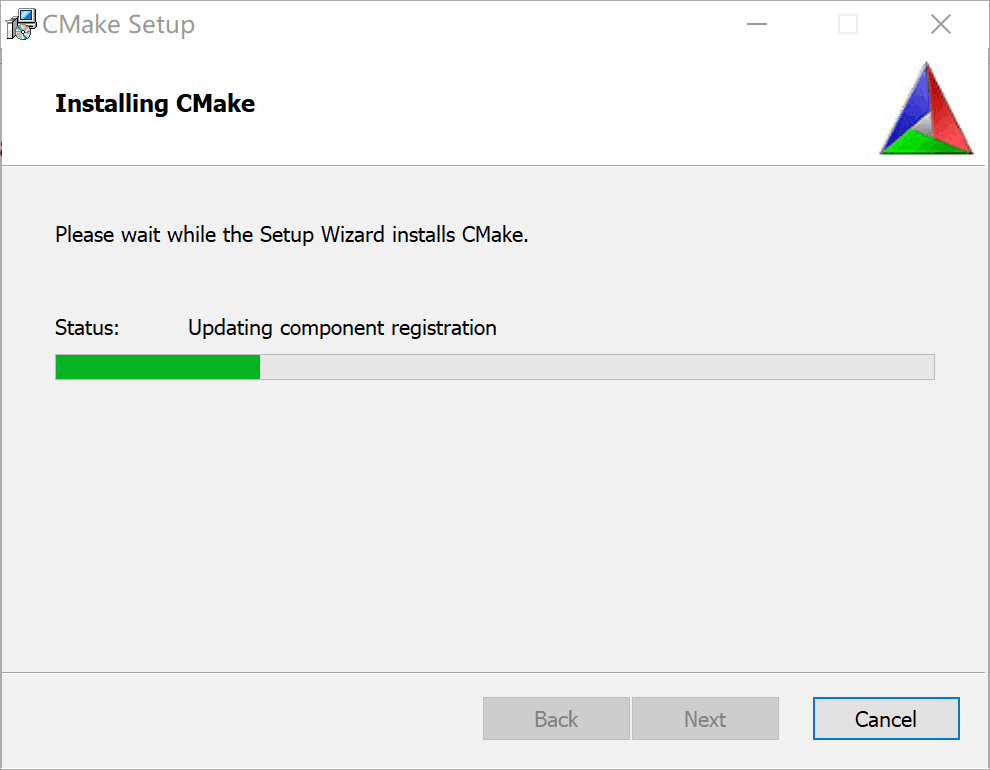 CMake Setup
Installing CMake
Please wait while the Setup Wizard installs CMake.
Status: Updating component registration
Back Next Cancel